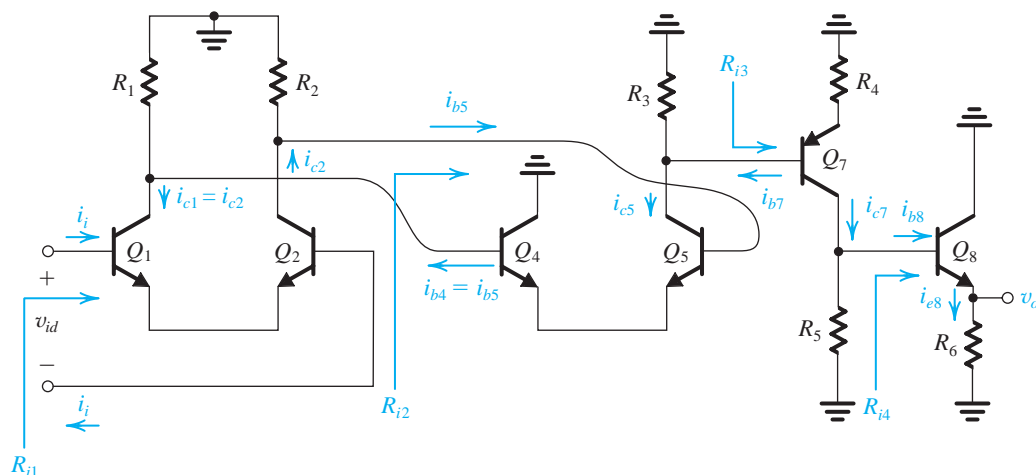 R1
R2
R3
Ri3
R4
ib5
ic2
Q7
ic1 = ic2
ib7
ic5
ic7
ib8
ii
Q1
Q2
Q4
Q5
Q8
+
ib4 = ib5
ie8
vid
R5
R6
−
Ri2
Ri4
ii
Ri1